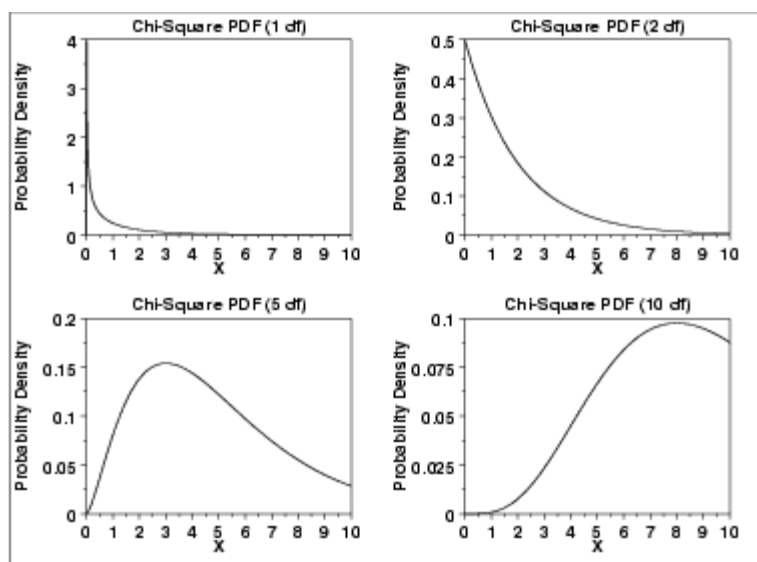 Chi-Square PDF (1 df)
4
3
2
1
0
0 1 2 3 4 5 6 7 8 9 10
X
Probability Density
Chi-Square PDF (2 df)
0.5
0.4
0.3
0.2
0.1
0
0 1 2 3 4 5 6 7 8 9 10
X
Probability Density
Chi-Square PDF (5 df)
0.2
0.15
0.1
0.05
0
0 1 2 3 4 5 6 7 8 9 10
X
Probability Density
Chi-Square PDF (10 df)
0.1
0.075
0.05
0.025
0
0 1 2 3 4 5 6 7 8 9 10
X
Probability Density